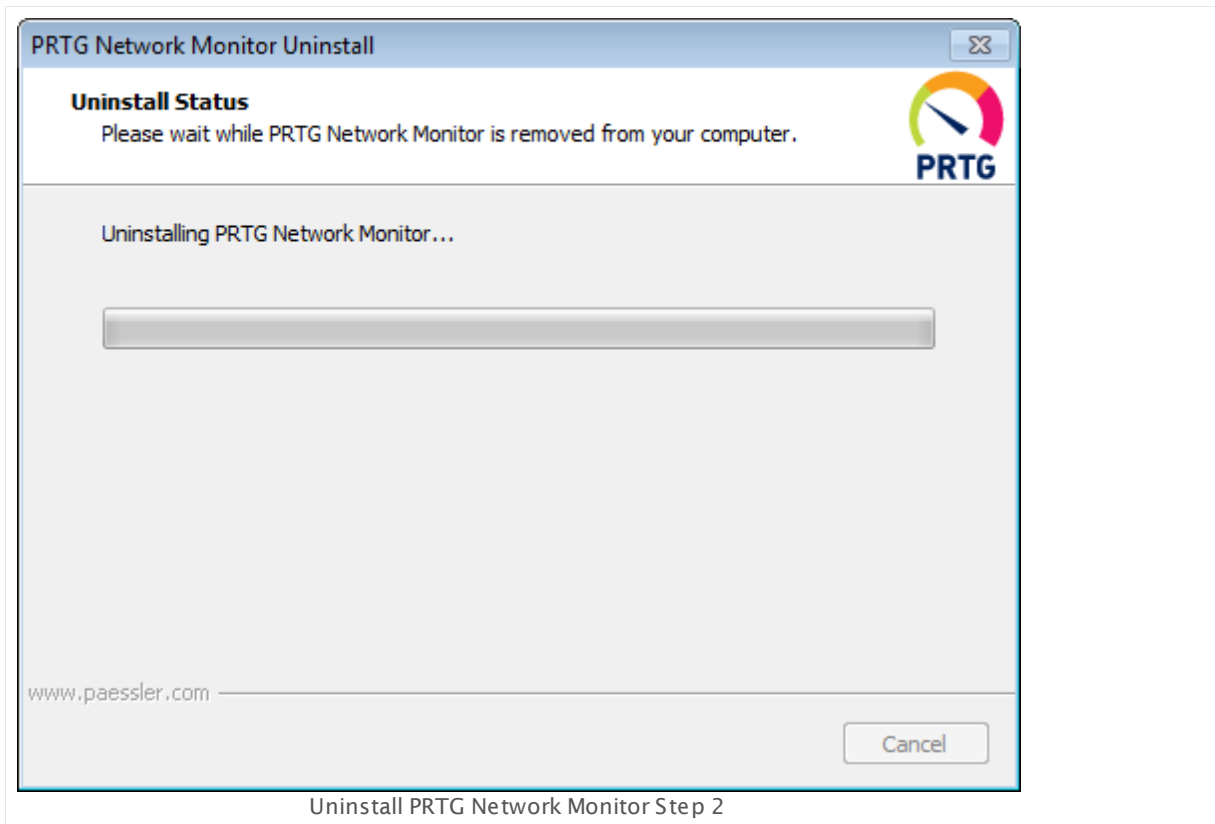 PRTG Network Monitor Uninstall
Uninstall Status
Please wait while PRTG Network Monitor is removed from your computer.
PRTG
Uninstalling PRTG Network Monitor...
www.paessler.com
Cancel
Uninstall PRTG Network Monitor Step 2